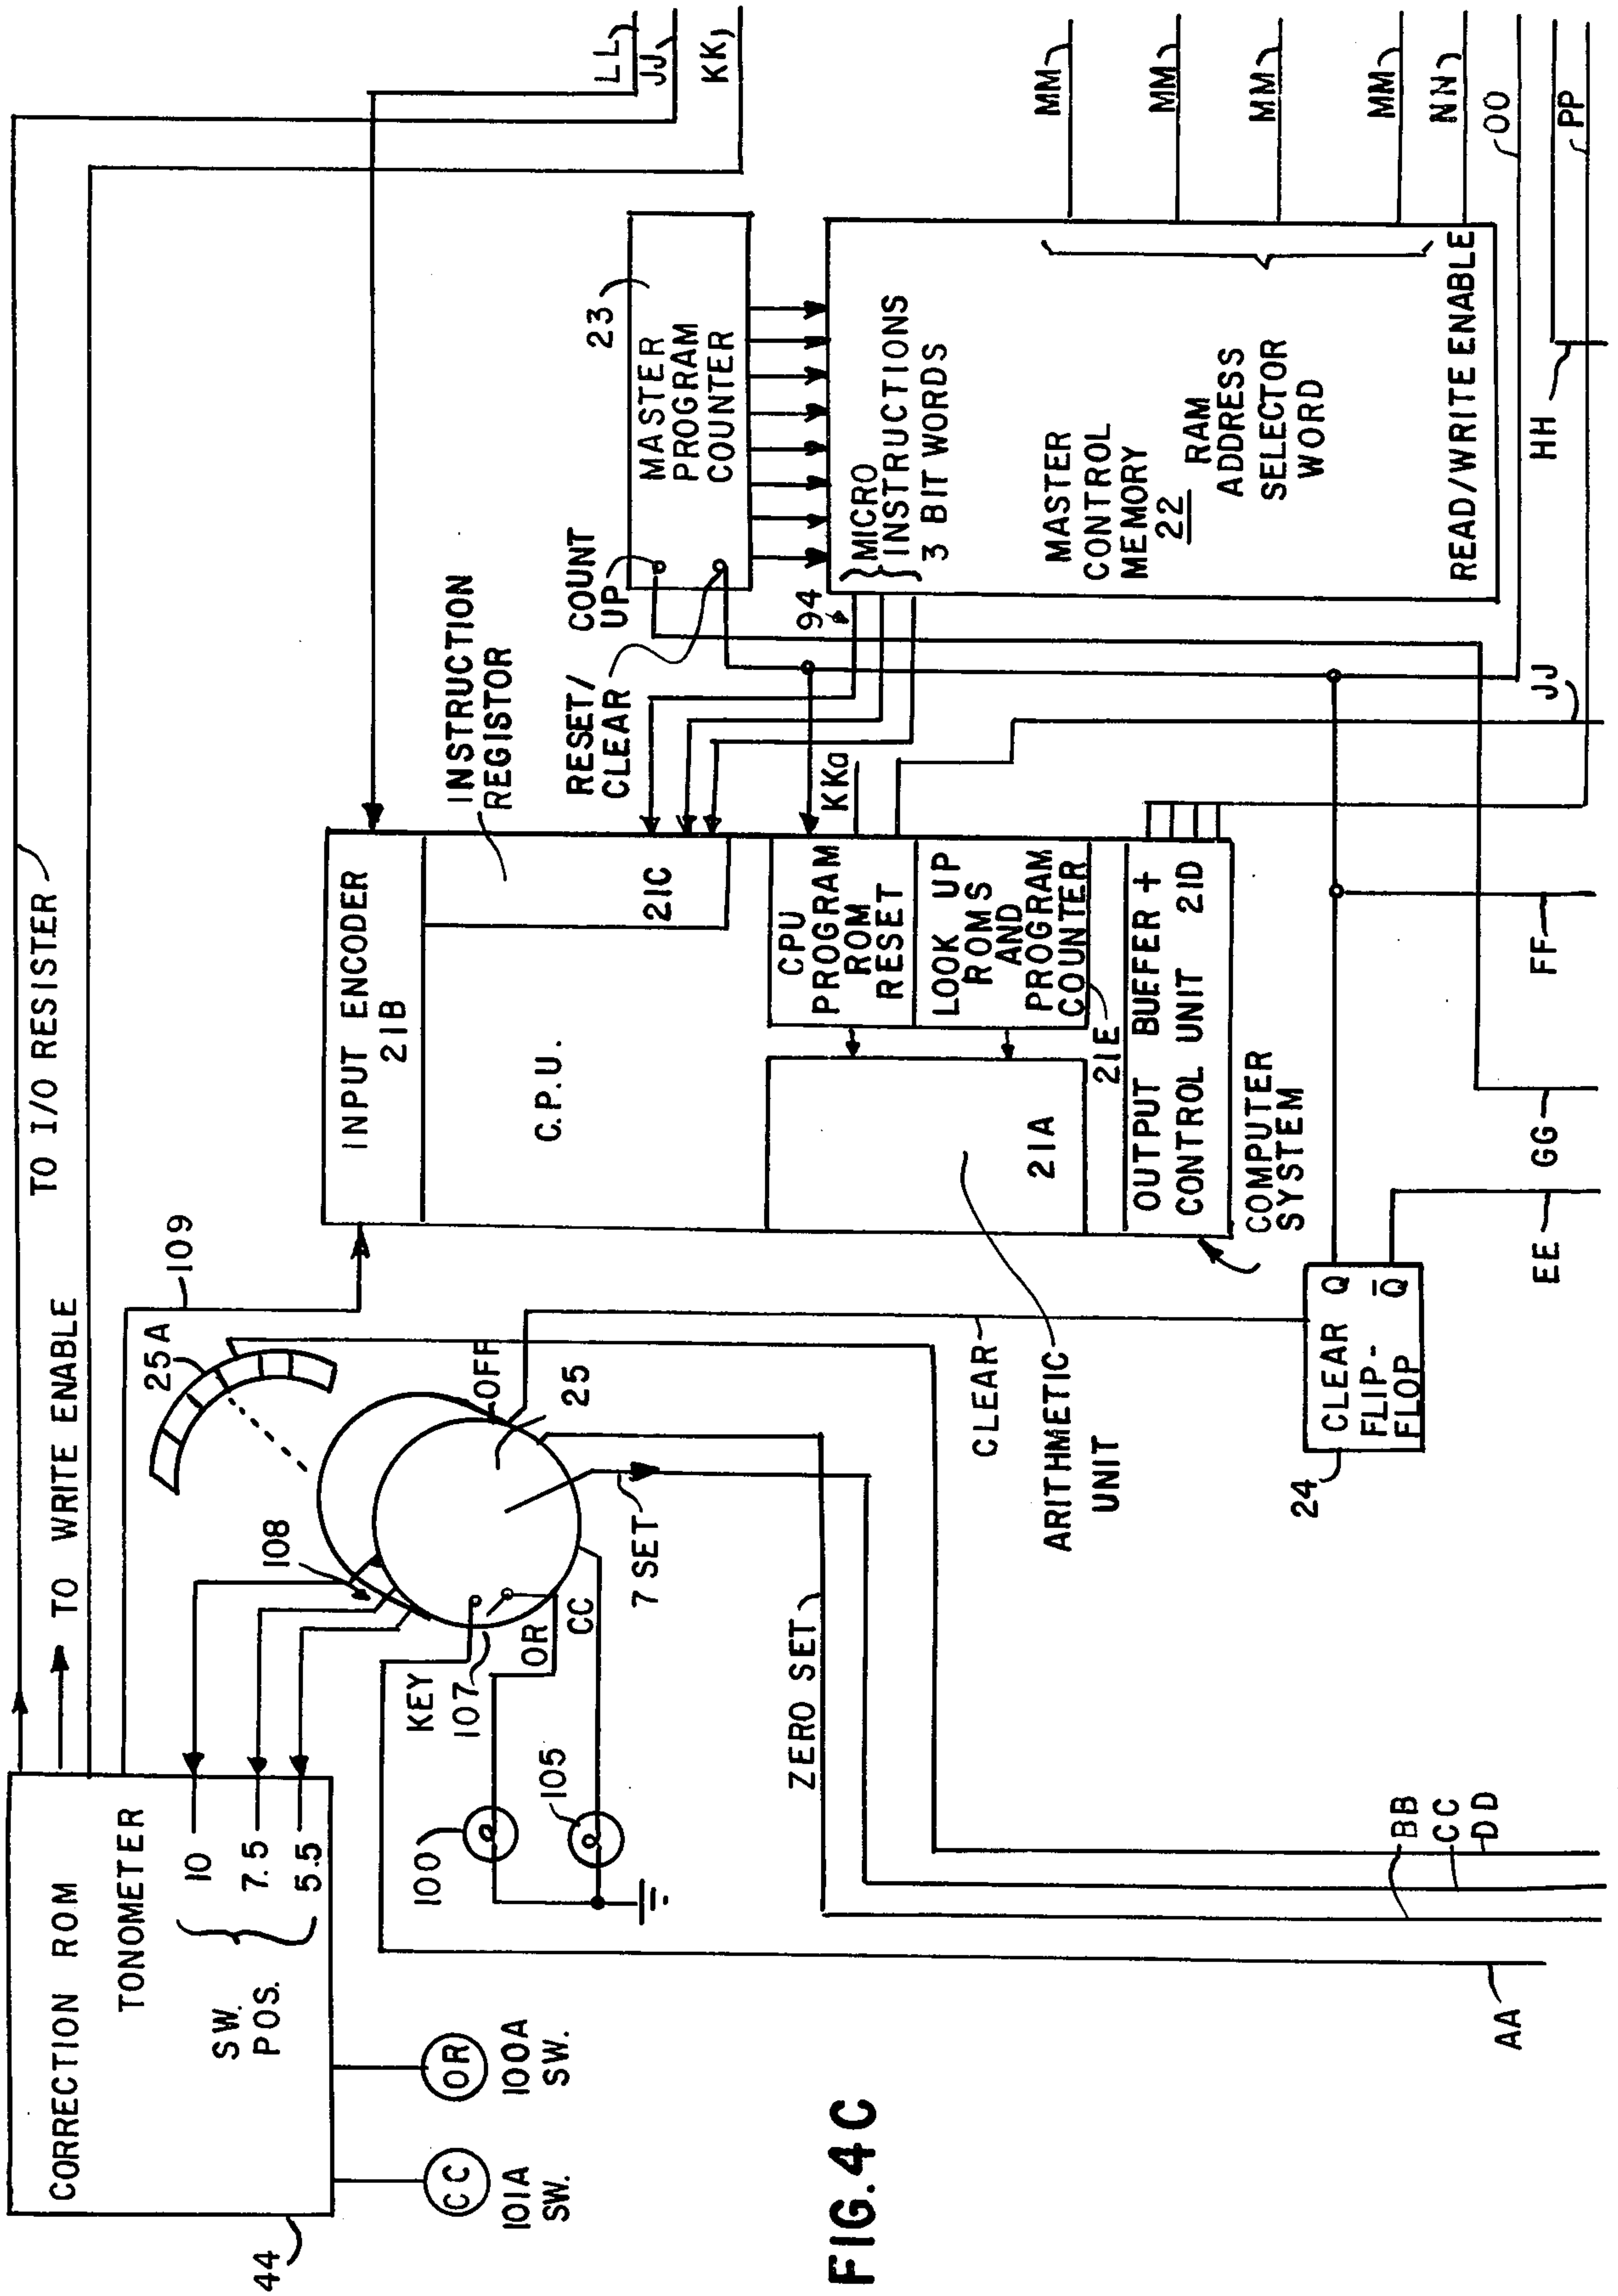 CORRECTION ROM
TONOMETER
10
7.5
5.5
SW.
POS.
44
CC
101A
SW.
OR
100A
SW.
TO WRITE ENABLE
TO I/O RESISTER
109
25A
108
OFF
25
KEY
107
OR
CC
7 SET
100
105
ZERO SET
CLEAR
ARITHMETIC
UNIT
INPUT ENCODER
21B
C.P.U.
INSTRUCTION
REGISTOR
21C
CPU
PROGRAM
ROM
RESET
LOOK UP
ROMS
AND
PROGRAM
COUNTER
21A
21E
OUTPUT BUFFER +
CONTROL UNIT 21D
COMPUTER
SYSTEM
RESET/
CLEAR
COUNT
UP
23
MASTER
PROGRAM
COUNTER
94
MICRO
INSTRUCTIONS
3 BIT WORDS
MASTER
CONTROL
MEMORY
22
RAM
ADDRESS
SELECTOR
WORD
READ/WRITE ENABLE
KKa
LL
JJ
KK
MM
MM
MM
MM
NN
OO
PP
HH
JJ
FF
GG
EE
24
CLEAR Q
FLIP- Q
FLOP
BB
CC
DD
AA
FIG. 4C